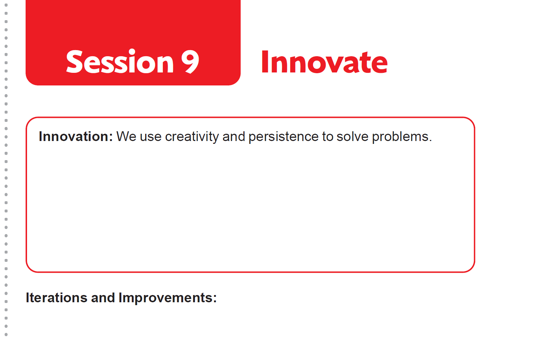 Session 9 Innovate
Innovation: We use creativity and persistence to solve problems.
Iterations and Improvements: